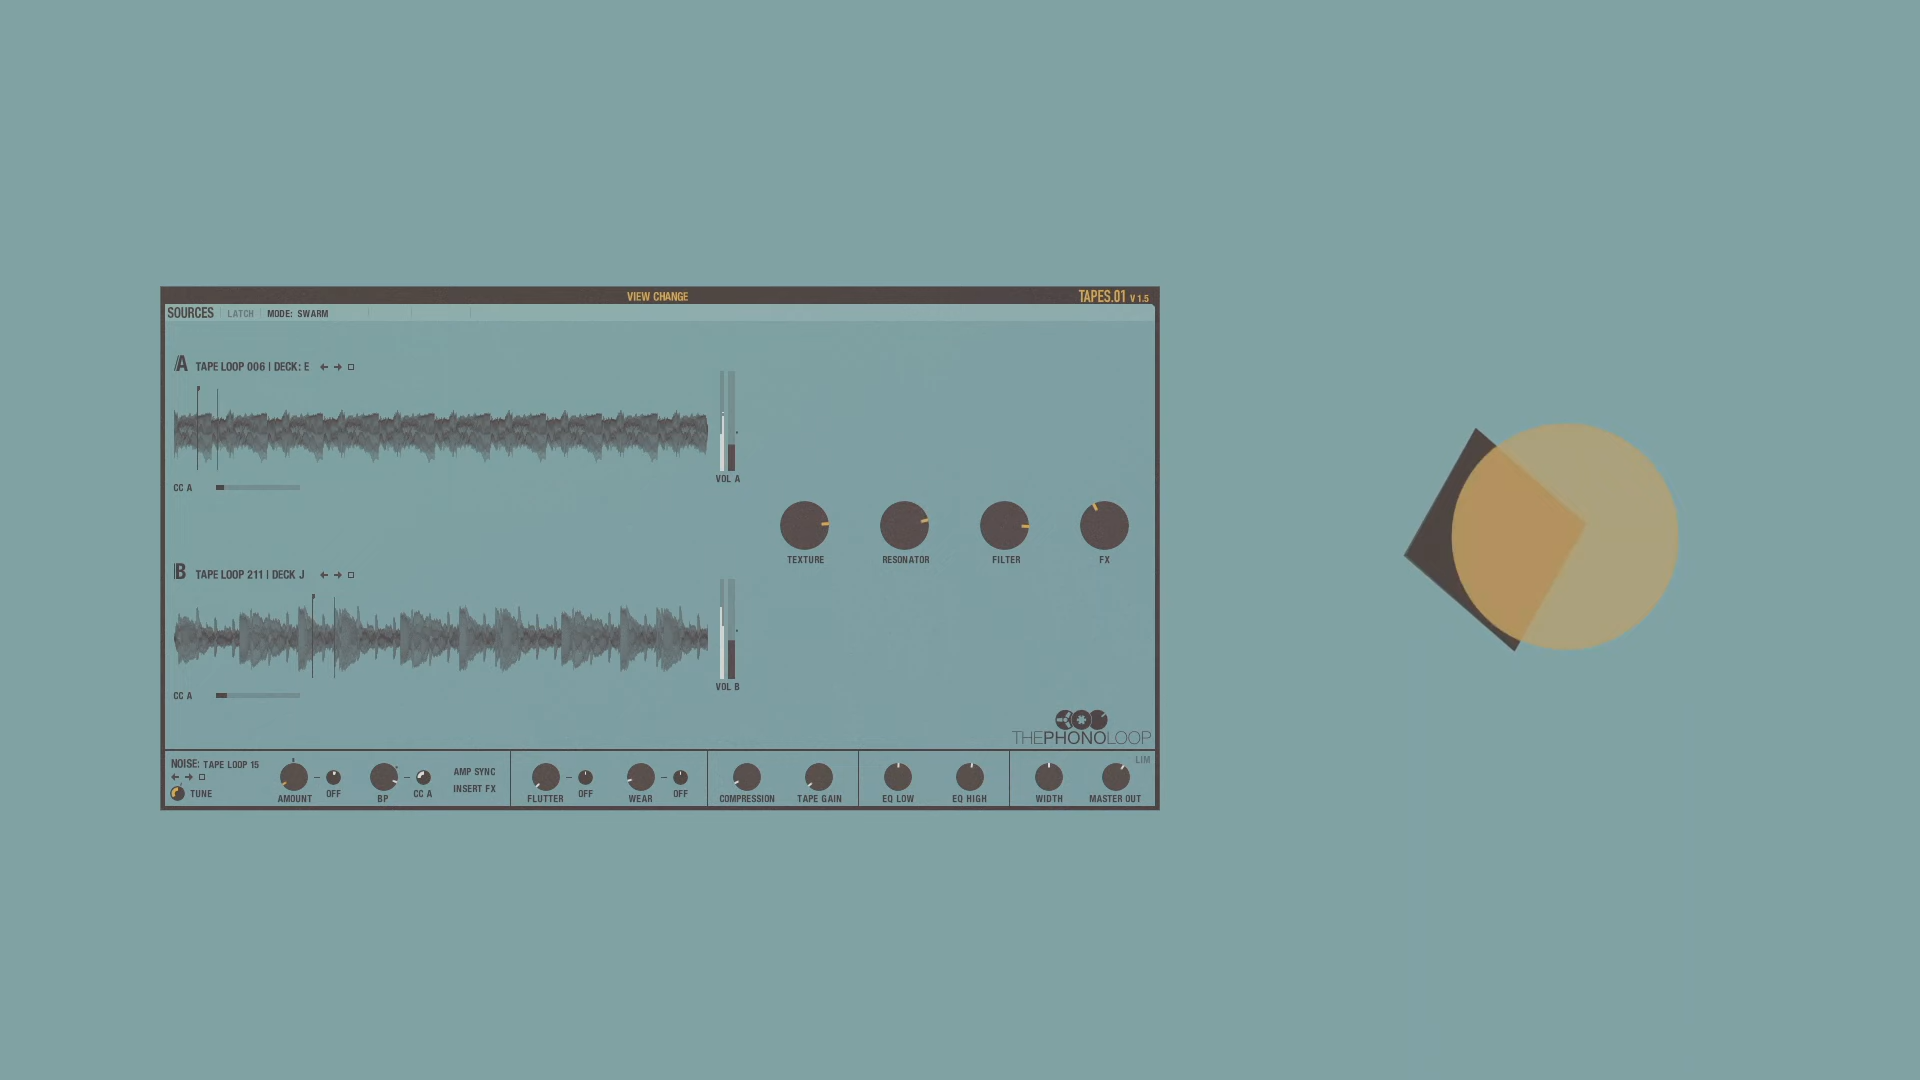 VIEW CHANGE
TAPES.01 V 1.5
SOURCES LATCH MODE: SWARM
A TAPE LOOP 006 | DECK: E
VOL A
CC A
TEXTURE RESONATOR FILTER FX
B TAPE LOOP 211 | DECK J
VOL B
CC A
THEPHONOLOOP
NOISE: TAPE LOOP 15
TUNE
AMOUNT OFF BP CC A
AMP SYNC
INSERT FX
FLUTTER OFF WEAR OFF
COMPRESSION TAPE GAIN
EQ LOW EQ HIGH
LIM
WIDTH MASTER OUT